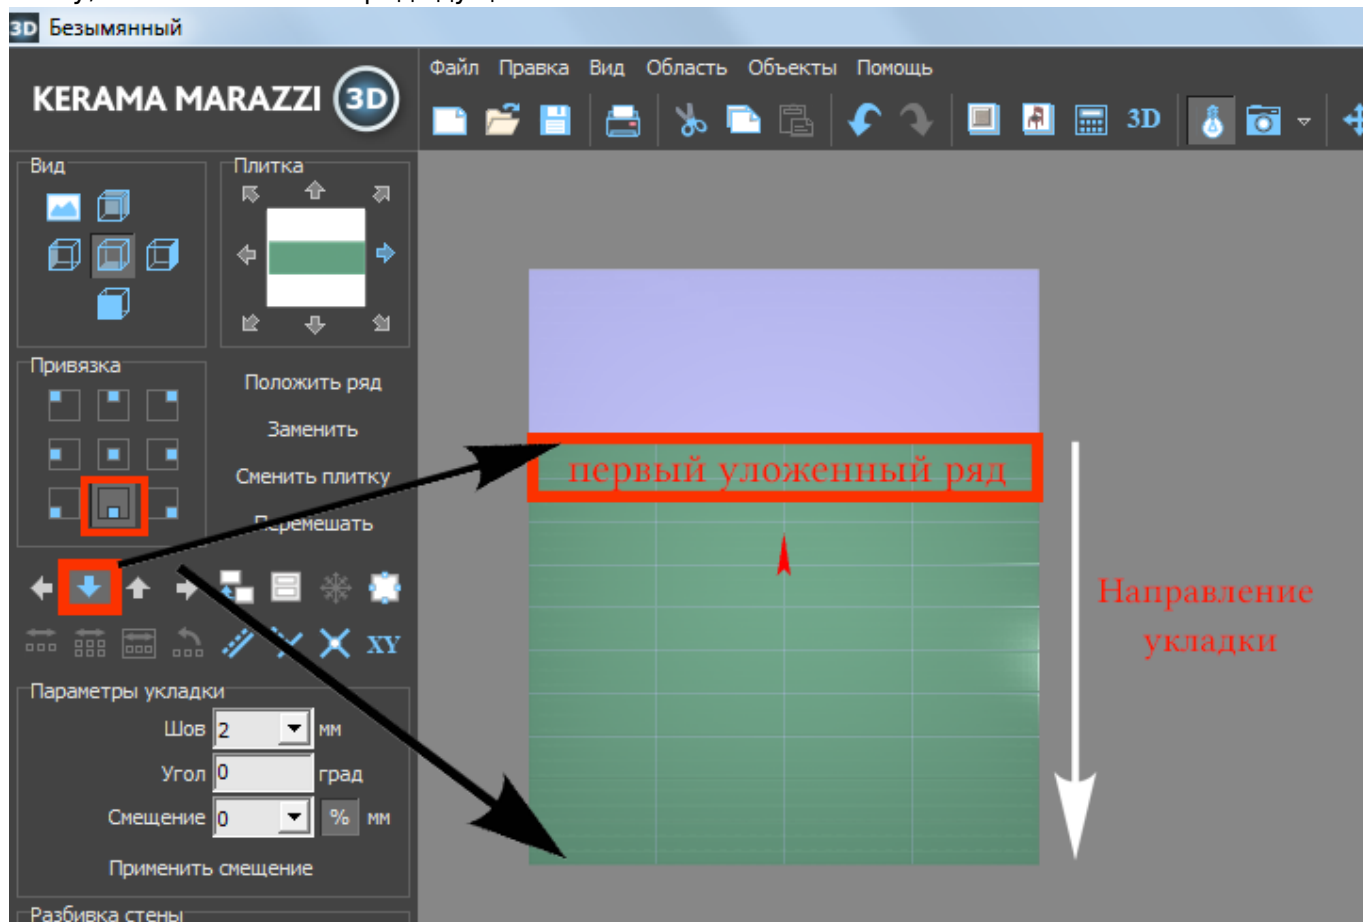 3D Безымянный
KERAMA MARAZZI 3D
Файл Правка Вид Область Объекты Помощь
3D
Вид
Плитка
Привязка
Положить ряд
Заменить
Сменить плитку
Перемешать
XY
Параметры укладки
Шов 2 мм
Угол 0 град
Смещение 0 % мм
Применить смещение
Разбивка стены
первый уложенный ряд
Направление
укладки